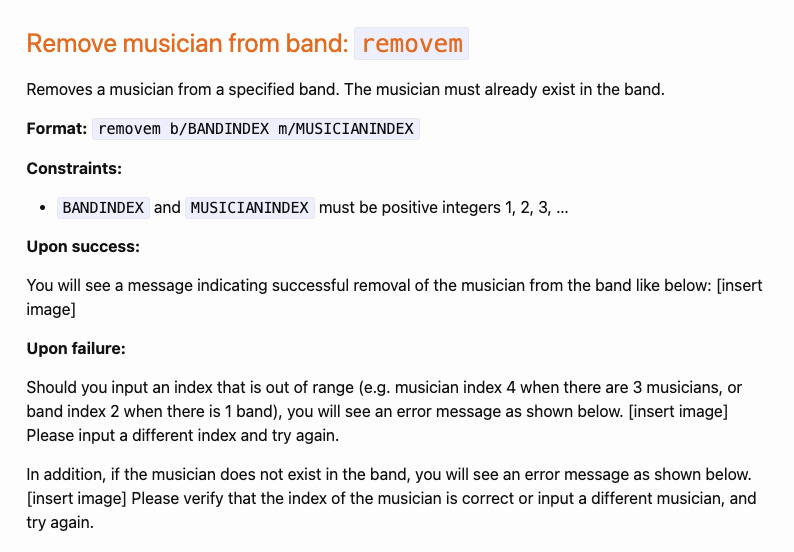 Remove musician from band: removem
Removes a musician from a specified band. The musician must already exist in the band.
Format: removem b/BANDINDEX m/MUSICIANINDEX
Constraints:
• BANDINDEX and MUSICIANINDEX must be positive integers 1, 2, 3, …
Upon success:
You will see a message indicating successful removal of the musician from the band like below: [insert
image]
Upon failure:
Should you input an index that is out of range (e.g. musician index 4 when there are 3 musicians, or
band index 2 when there is 1 band), you will see an error message as shown below. [insert image]
Please input a different index and try again.
In addition, if the musician does not exist in the band, you will see an error message as shown below.
[insert image] Please verify that the index of the musician is correct or input a different musician, and
try again.